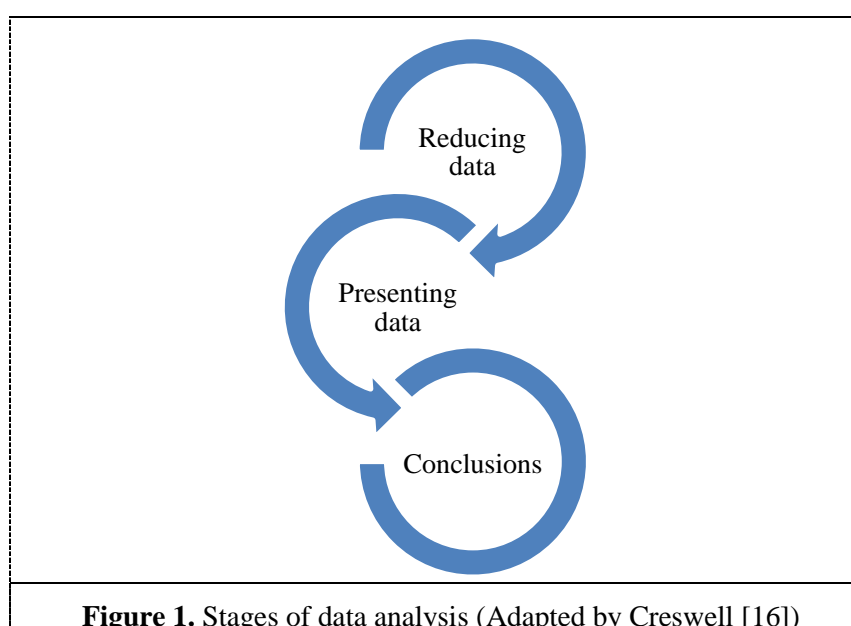 Reducing
data
Presenting
data
Conclusions
Figure 1. Stages of data analysis (Adapted by Creswell [16])